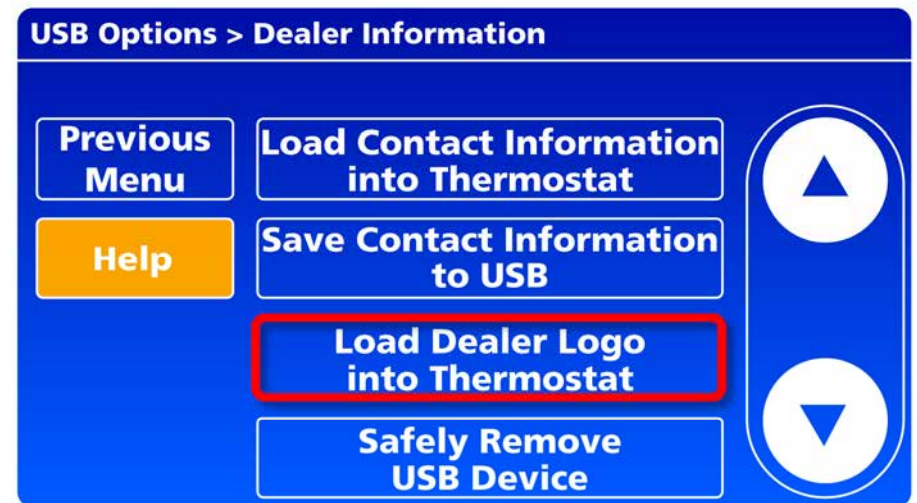 USB Options > Dealer Information
Previous
Menu
Load Contact Information
into Thermostat
Help
Save Contact Information
to USB
Load Dealer Logo
into Thermostat
Safely Remove
USB Device